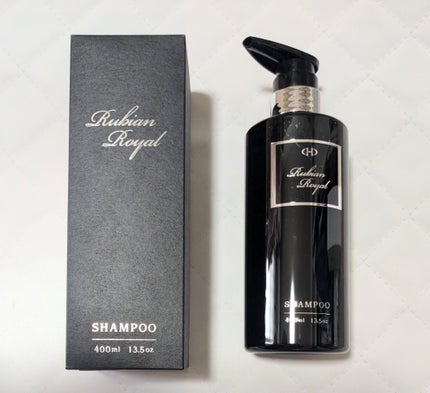 Rubian
Royal
SHAMPOO
400ml 13.5oz
Rubian
Royal
SHAMPOO
400ml 13.5oz